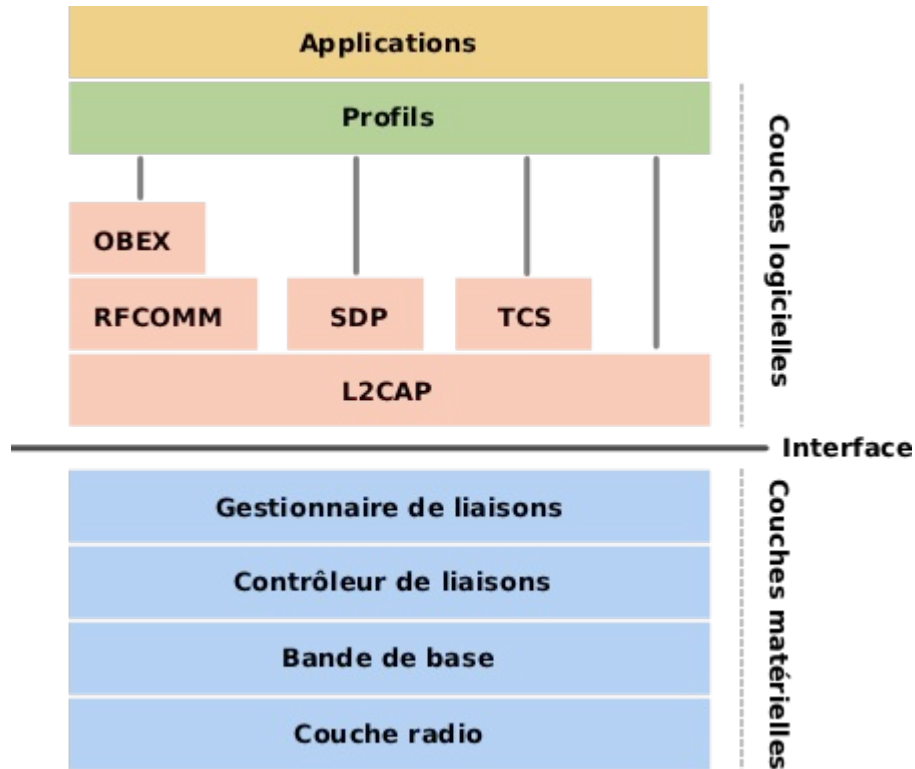 Applications
Profils
OBEX
RFCOMM
SDP
TCS
L2CAP
Couches logicielles
Interface
Gestionnaire de liaisons
Contrôleur de liaisons
Bande de base
Couche radio
Couches matérielles